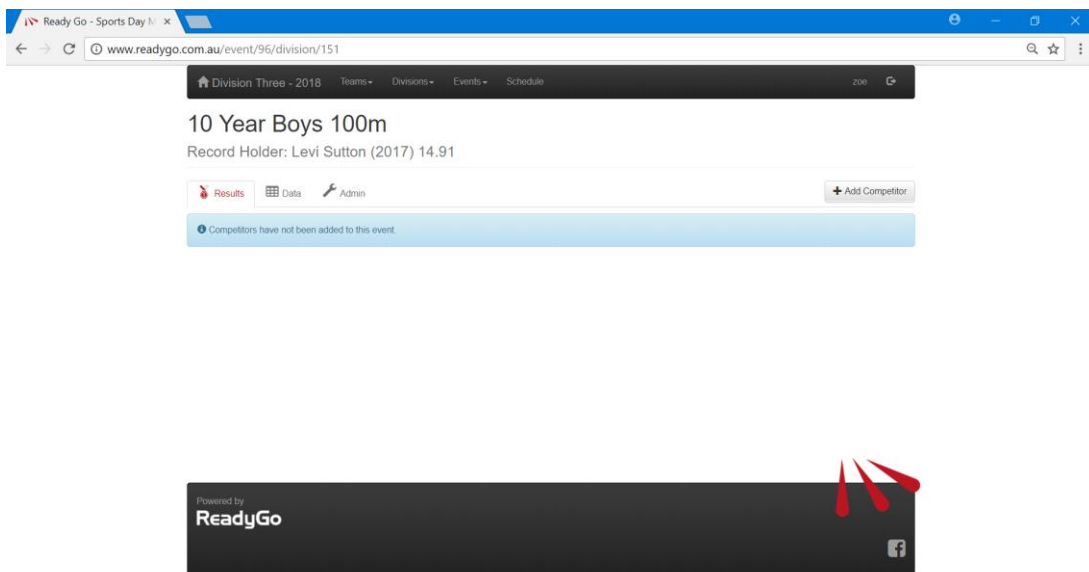 Ready Go - Sports Day M
www.readygo.com.au/event/96/division/151
Division Three - 2018 Teams Divisions Events Schedule zoe
10 Year Boys 100m
Record Holder: Levi Sutton (2017) 14.91
Results Data Admin + Add Competitor
Competitors have not been added to this event.
Powered by
ReadyGo